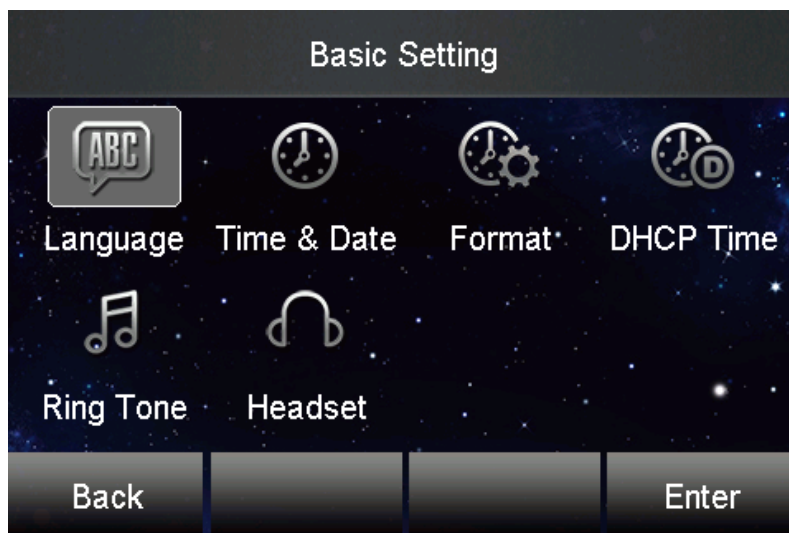 Basic Setting
ABC
Language Time & Date Format DHCP Time
D
Ring Tone Headset
Back Enter